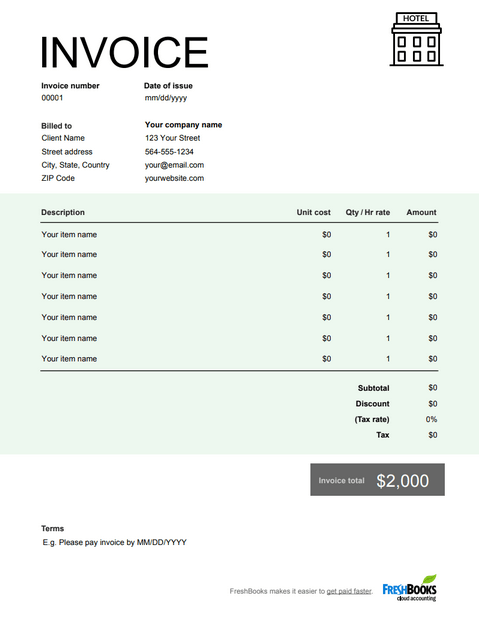 HOTEL
INVOICE
Invoice number Date of issue
00001 mm/dd/yyyy
Billed to Your company name
Client Name 123 Your Street
Street address 564-555-1234
City, State, Country your@email.com
ZIP Code yourwebsite.com
Description Unit cost Qty / Hr rate Amount
Your item name $0 1 $0
Your item name $0 1 $0
Your item name $0 1 $0
Your item name $0 1 $0
Your item name $0 1 $0
Your item name $0 1 $0
Your item name $0 1 $0
Subtotal $0
Discount $0
(Tax rate) 0%
Tax $0
Invoice total $2,000
Terms
E.g. Please pay invoice by MM/DD/YYYY
FreshBooks makes it easier to get paid faster. FRESHBOOKS
cloud accounting